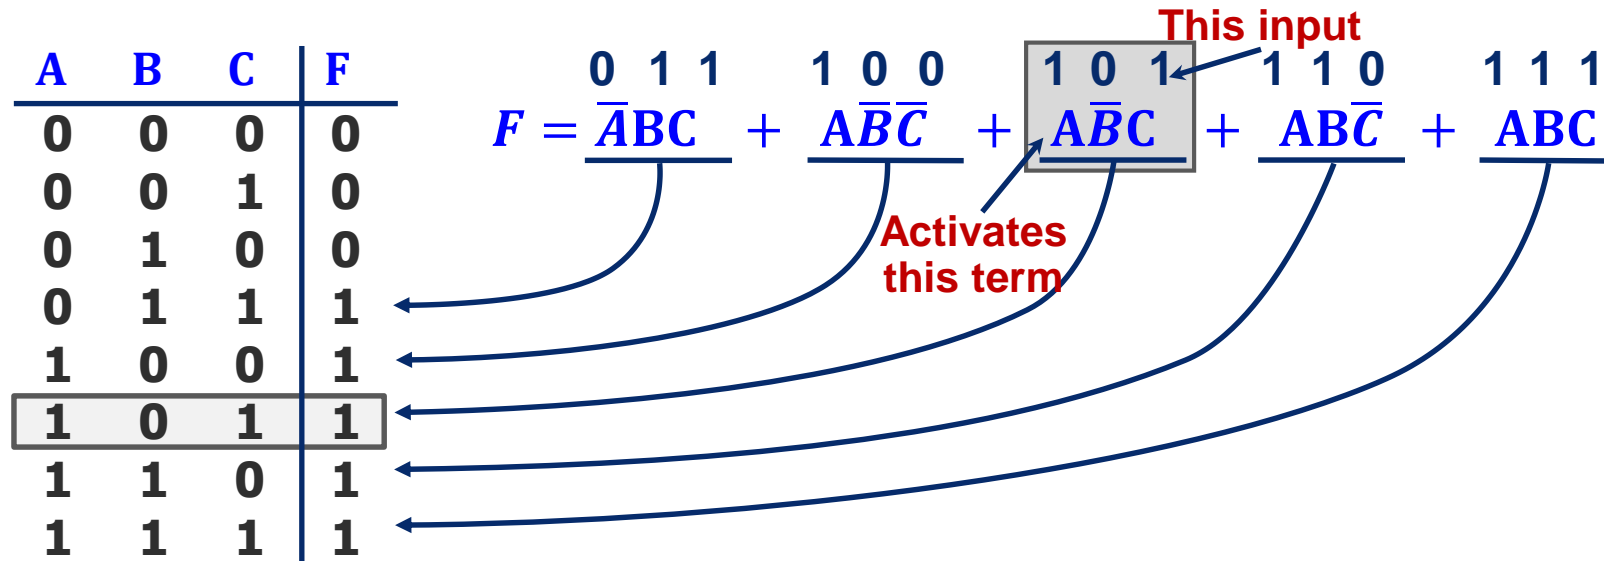 A B C F
0 0 0 0
0 0 1 0
0 1 0 0
0 1 1 1
1 0 0 1
1 0 1 1
1 1 0 1
1 1 1 1
This input
0 1 1 1 0 0 1 0 1 1 1 0 1 1 1
F = A̅BC + AB̅C̅ + AB̅C + ABC̅ + ABC
Activates
this term